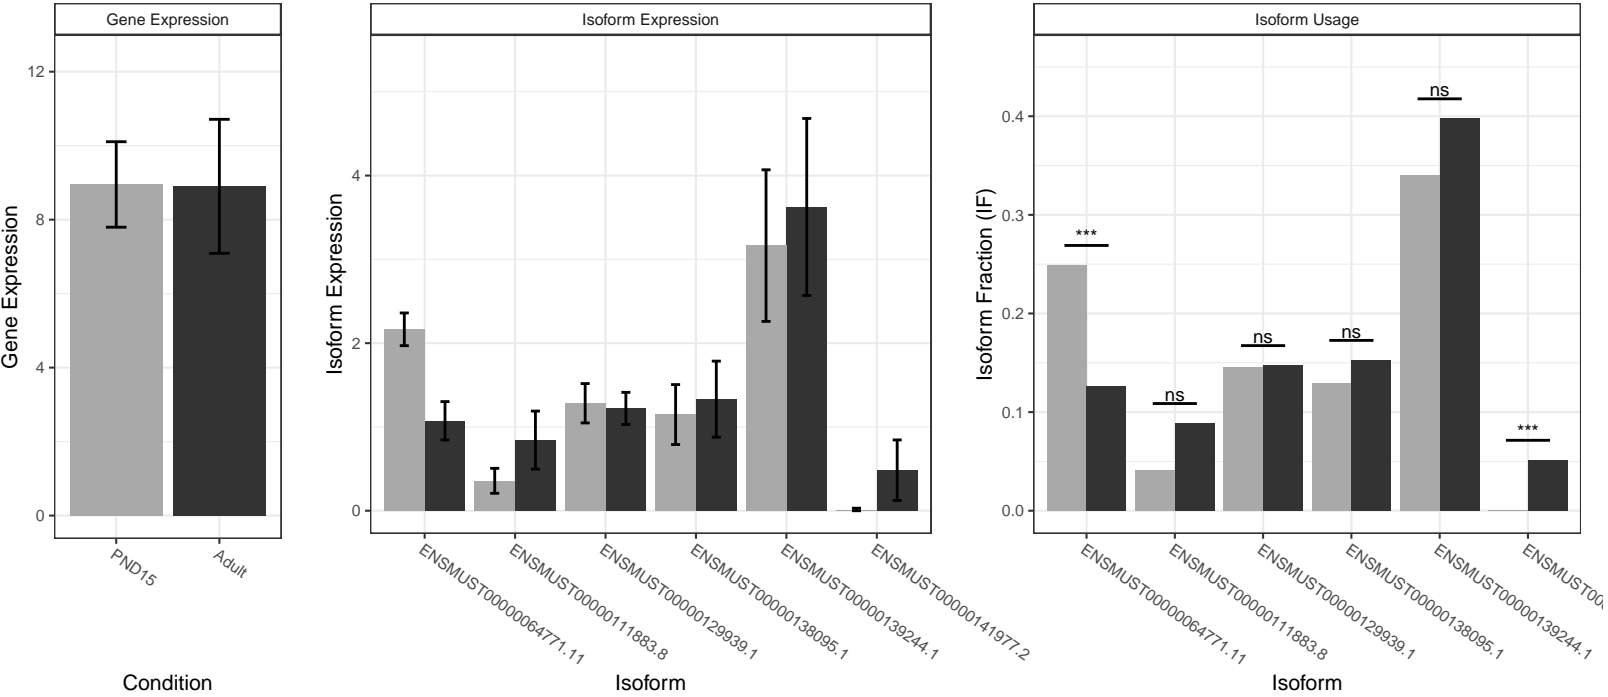 Gene Expression
Isoform Expression
Isoform Usage
Gene Expression
12
8
4
0
PND15
Adult
Condition
Isoform Expression
4
2
0
ENSMUST00000064771.11
ENSMUST00000111883.8
ENSMUST00000129939.1
ENSMUST00000138095.1
ENSMUST00000139244.1
ENSMUST00000141977.2
Isoform
Isoform Fraction (IF)
0.4
0.3
0.2
0.1
0.0
***
ns
ns
ns
ns
***
ENSMUST00000064771.11
ENSMUST00000111883.8
ENSMUST00000129939.1
ENSMUST00000138095.1
ENSMUST00000139244.1
Isoform